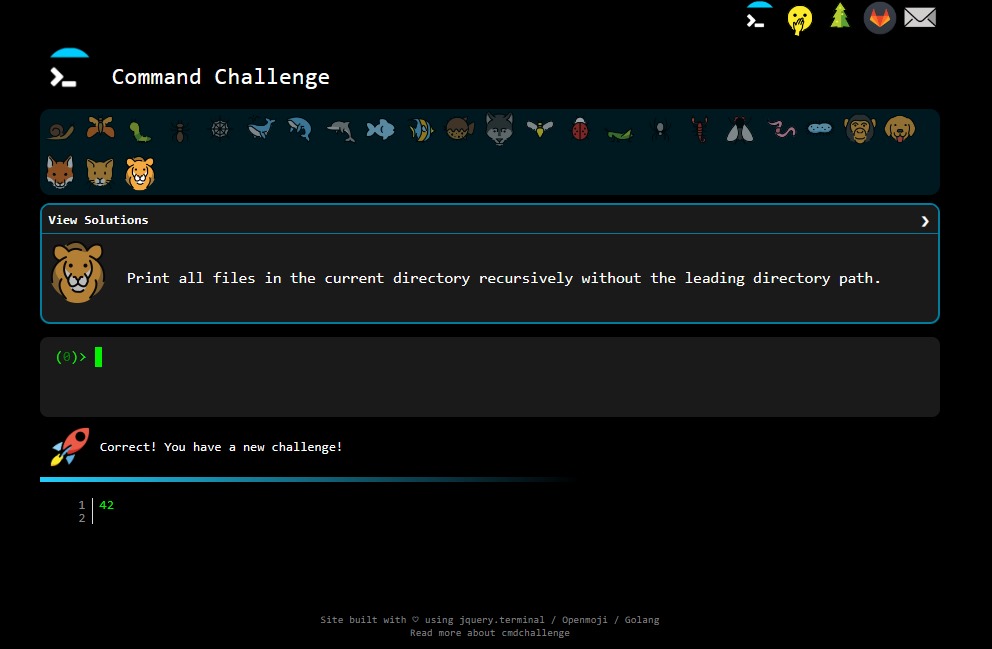 Command Challenge
View Solutions
Print all files in the current directory recursively without the leading directory path.
(0)>
Correct! You have a new challenge!
1 42
2
Site built with ♡ using jquery.terminal / Openmoji / Golang
Read more about cmdchallenge